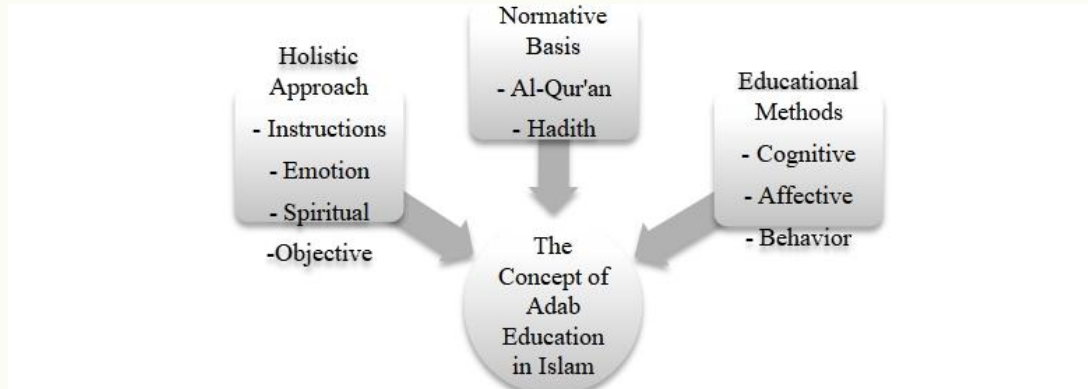 Holistic
Approach
- Instructions
- Emotion
- Spiritual
-Objective
Normative
Basis
- Al-Qur'an
- Hadith
Educational
Methods
- Cognitive
- Affective
- Behavior
The
Concept of
Adab
Education
in Islam